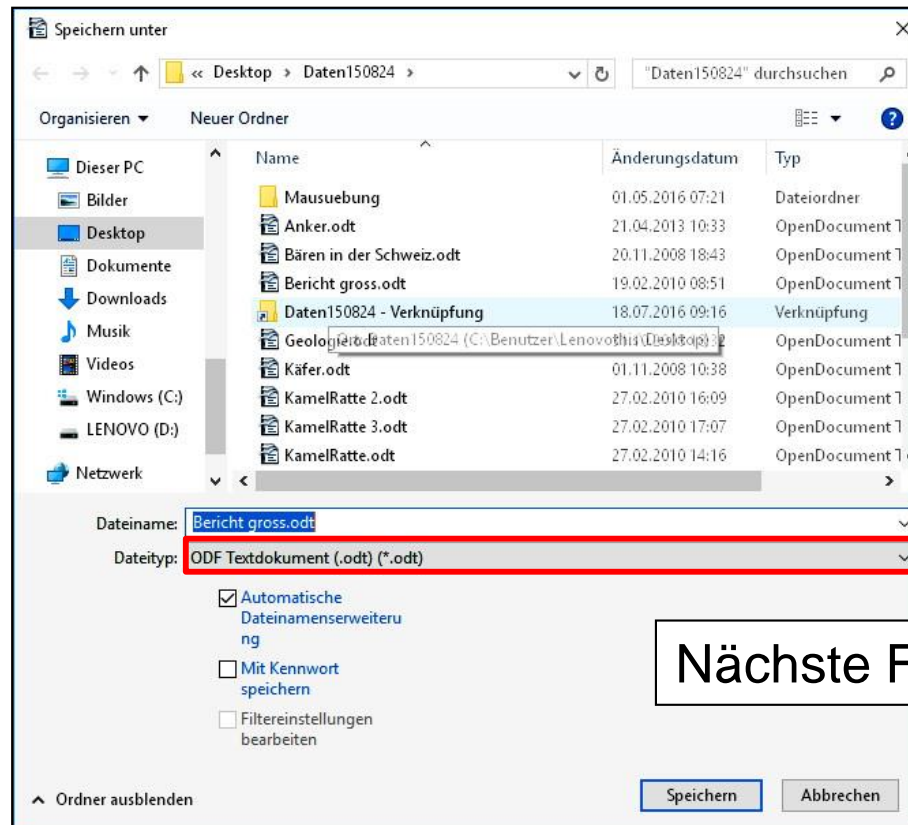 Speichern unter
« Desktop › Daten150824 ›
"Daten150824" durchsuchen
Organisieren
Neuer Ordner
?
Name
Änderungsdatum
Typ
Dieser PC
Bilder
Desktop
Dokumente
Downloads
Musik
Videos
Windows (C:)
LENOVO (D:)
Netzwerk
Mausuebung 01.05.2016 07:21 Dateiordner
Anker.odt 21.04.2013 10:33 OpenDocument T
Bären in der Schweiz.odt 20.11.2008 18:43 OpenDocument T
Bericht gross.odt 19.02.2010 08:51 OpenDocument T
Daten150824 - Verknüpfung 18.07.2016 09:16 Verknüpfung
OpenDocument T
Daten150824 (C:\Benutzer\Lenovothis\Desktop)
Käfer.odt 01.11.2008 10:38 OpenDocument T
KamelRatte 2.odt 27.02.2010 16:09 OpenDocument T
KamelRatte 3.odt 27.02.2010 17:07 OpenDocument T
KamelRatte.odt 27.02.2010 14:16 OpenDocument T
Dateiname: Bericht gross.odt
Dateityp: ODF Textdokument (.odt) (*.odt)
Automatische
Dateinamenserweiteru
ng
Mit Kennwort
speichern
Filtereinstellungen
bearbeiten
Nächste F
Ordner ausblenden
Speichern
Abbrechen